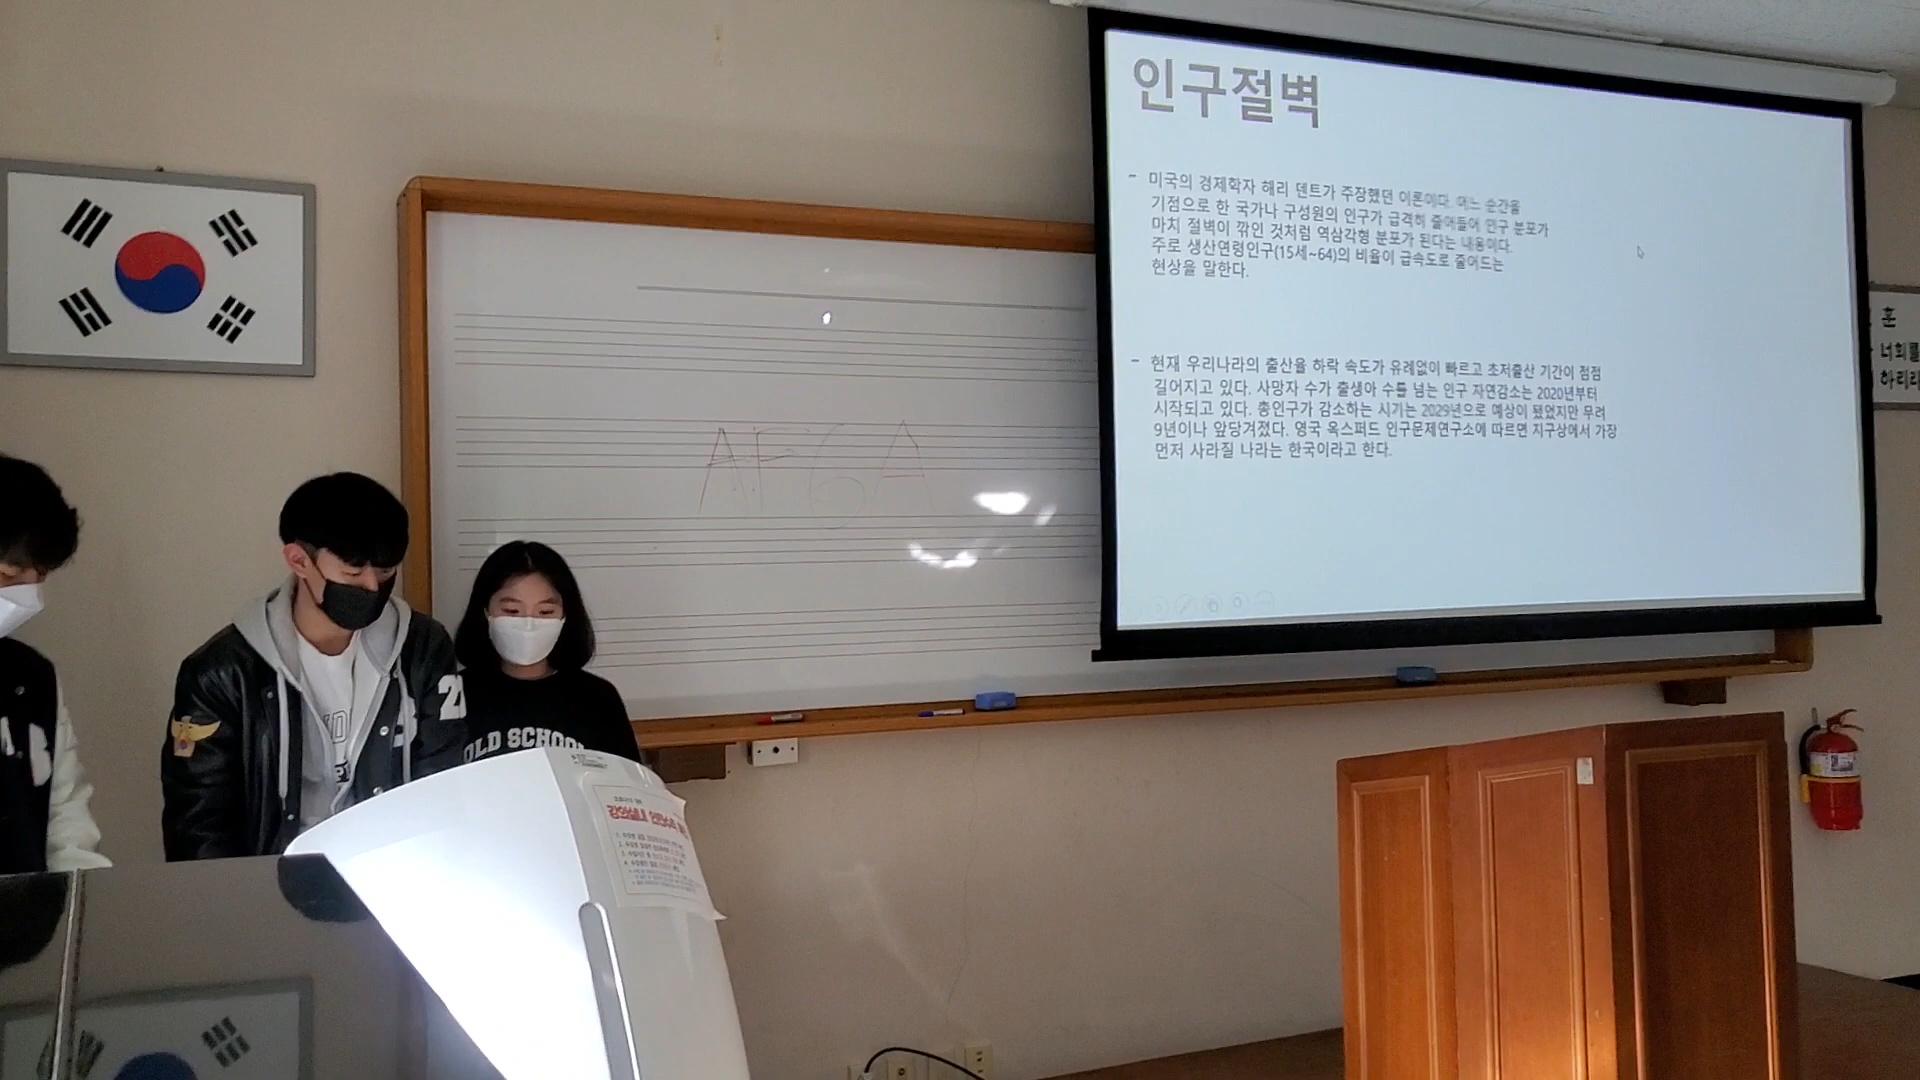 인구절벽
- 미국의 경제학자 해리 덴트가 주장했던 이론이다. 어느 순간을
기점으로 한 국가나 구성원의 인구가 급격히 줄어들어 인구 분포가
마치 절벽이 깎인 것처럼 역삼각형 분포가 된다는 내용이다.
주로 생산연령인구(15세~64)의 비율이 급속도로 줄어드는
현상을 말한다.
- 현재 우리나라의 출산율 하락 속도가 유례없이 빠르고 초저출산 기간이 점점
길어지고 있다. 사망자 수가 출생아 수를 넘는 인구 자연감소는 2020년부터
시작되고 있다. 총인구가 감소하는 시기는 2029년으로 예상이 됐었지만 무려
9년이나 앞당겨졌다. 영국 옥스퍼드 인구문제연구소에 따르면 지구상에서 가장
먼저 사라질 나라는 한국이라고 한다.
AFGA
훈
너희를
하리라
OLD SCHOOL
강의실내